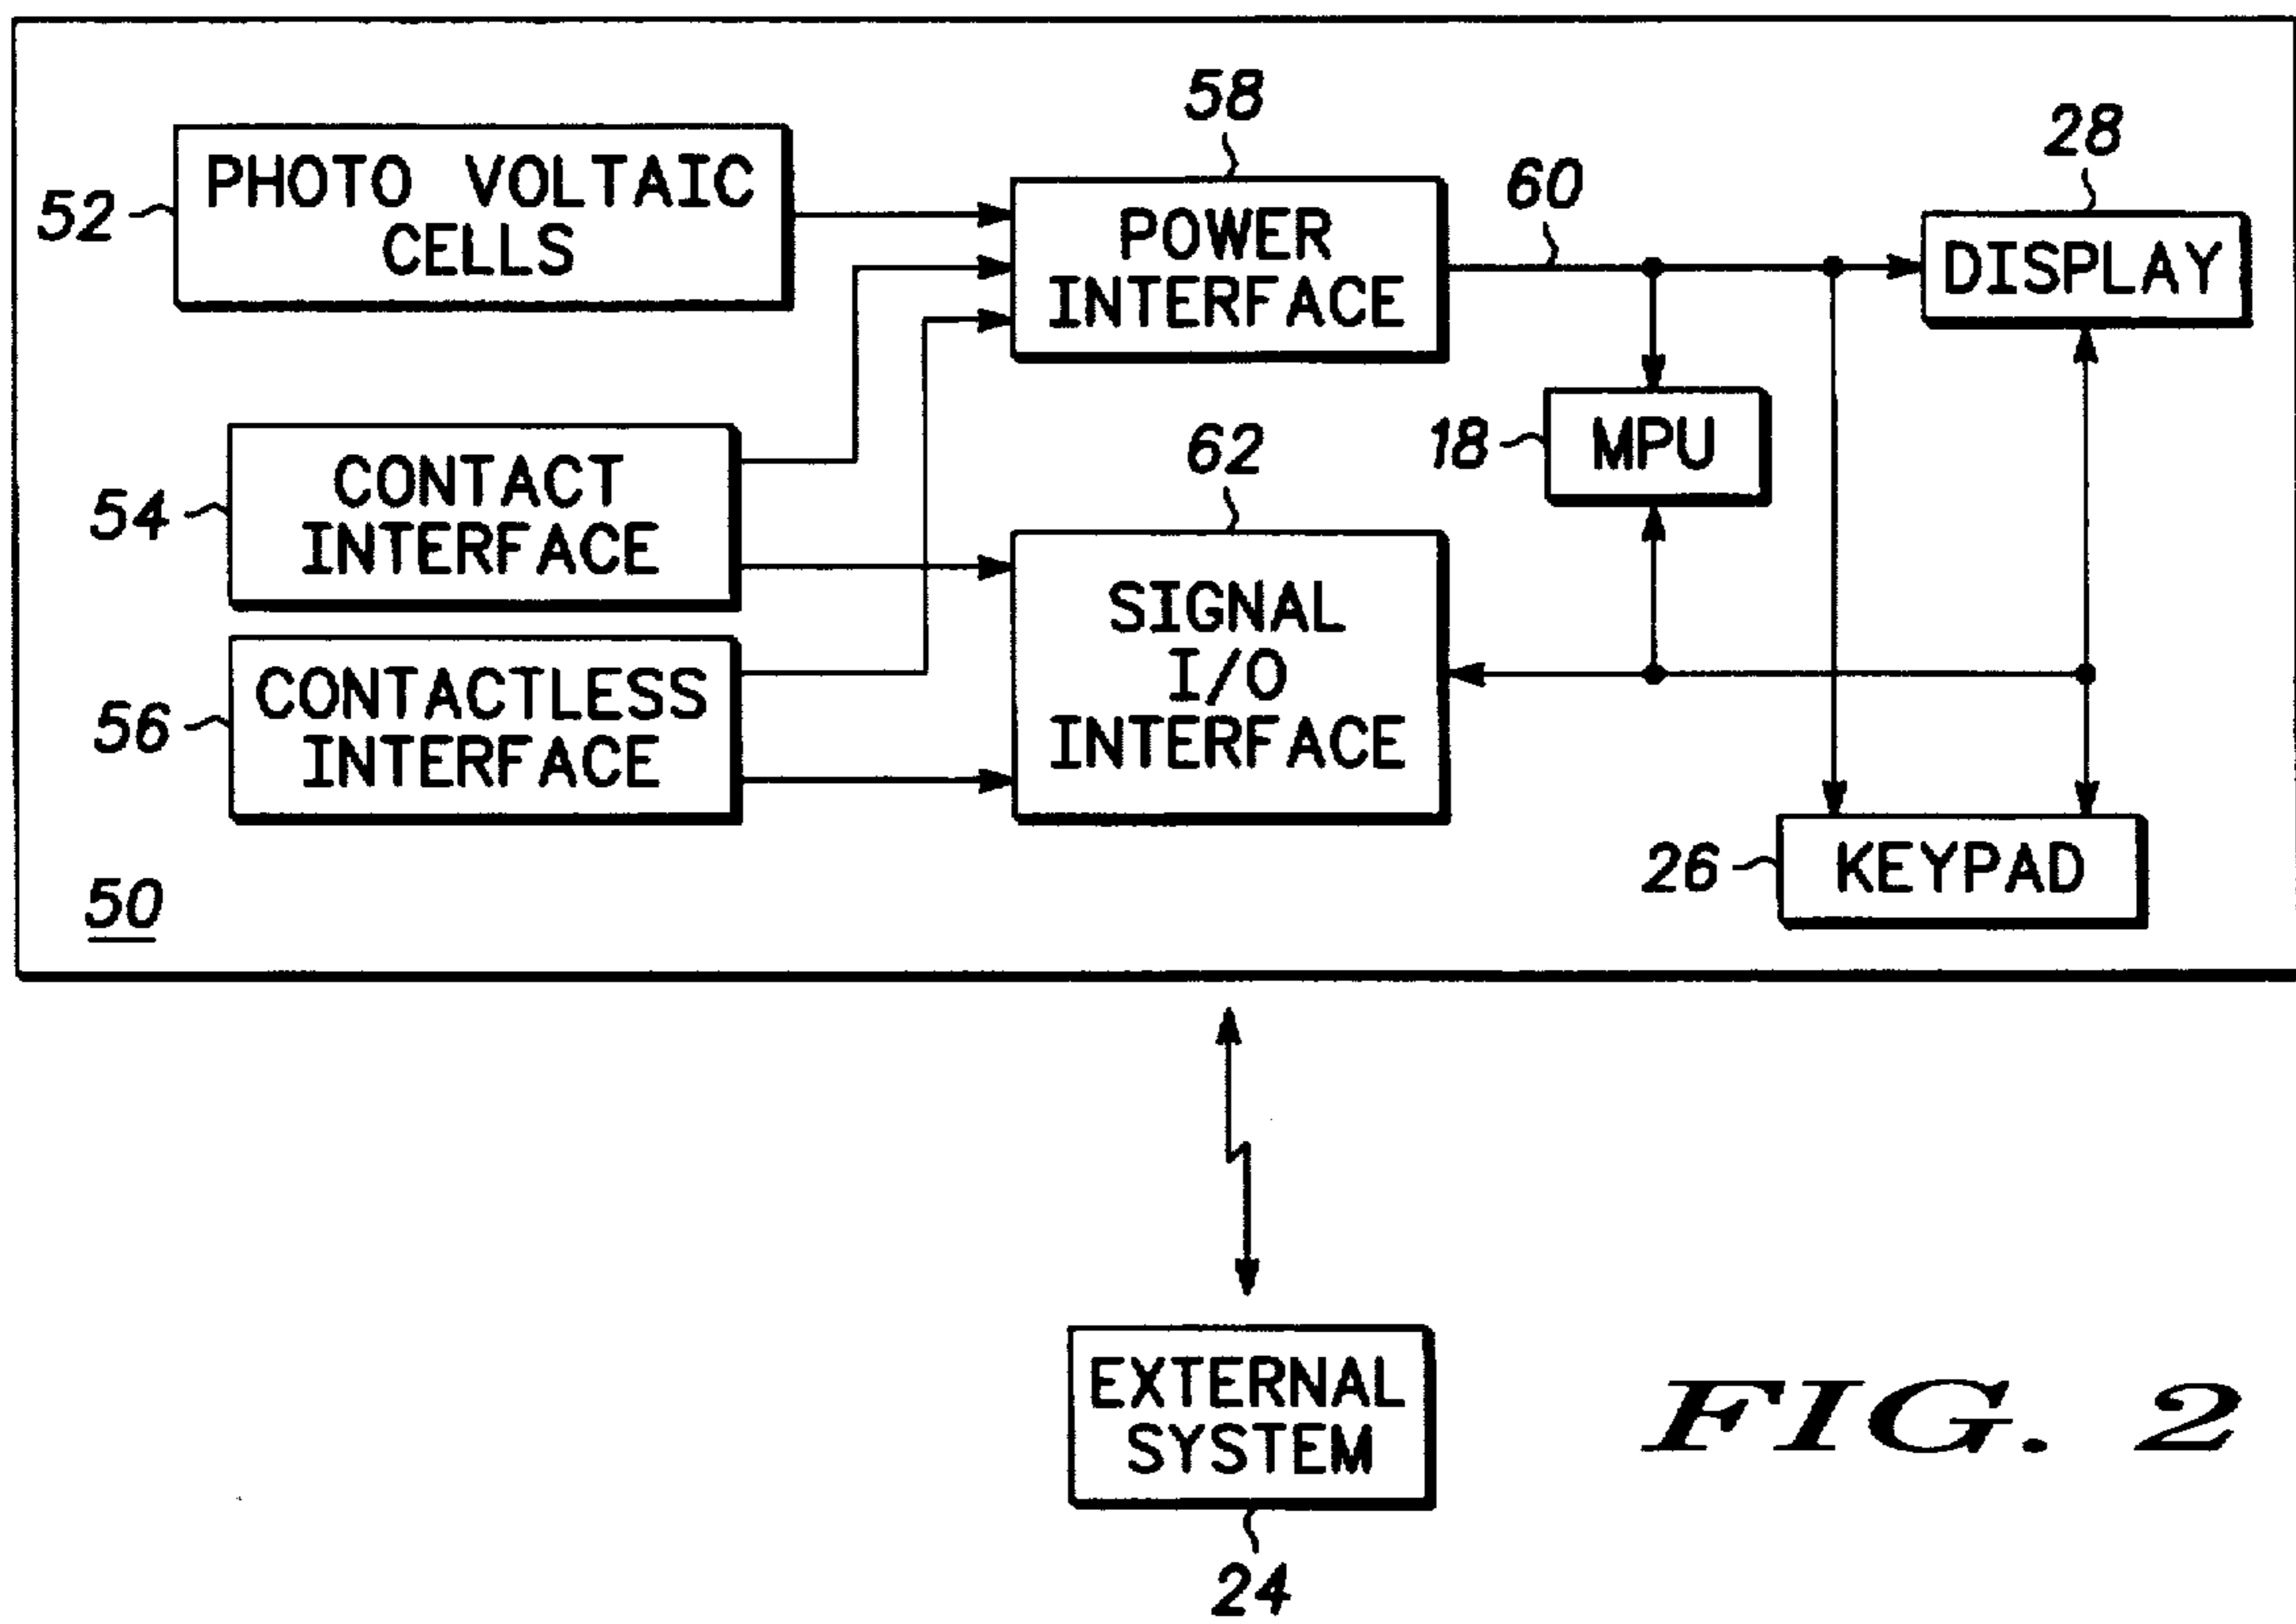 58
28
60
52
PHOTO VOLTAIC
CELLS
POWER
INTERFACE
DISPLAY
18
MPU
62
54
CONTACT
INTERFACE
SIGNAL
I/O
INTERFACE
56
CONTACTLESS
INTERFACE
26
KEYPAD
50
EXTERNAL
SYSTEM
24
FIG. 2